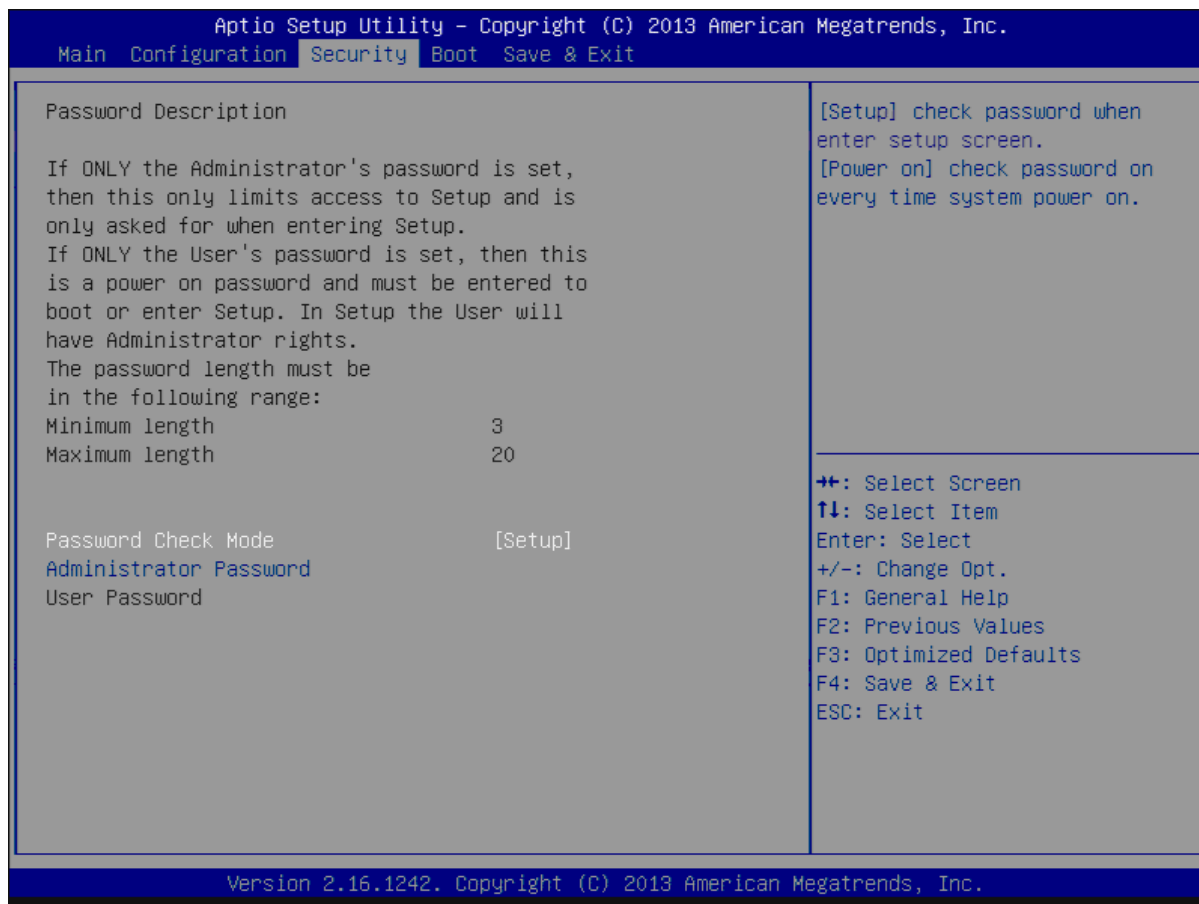 Aptio Setup Utility – Copyright (C) 2013 American Megatrends, Inc.
Main Configuration Security Boot Save & Exit
Password Description
If ONLY the Administrator's password is set,
then this only limits access to Setup and is
only asked for when entering Setup.
If ONLY the User's password is set, then this
is a power on password and must be entered to
boot or enter Setup. In Setup the User will
have Administrator rights.
The password length must be
in the following range:
Minimum length 3
Maximum length 20
Password Check Mode [Setup]
Administrator Password
User Password
[Setup] check password when
enter setup screen.
[Power on] check password on
every time system power on.
→←: Select Screen
↑↓: Select Item
Enter: Select
+/-: Change Opt.
F1: General Help
F2: Previous Values
F3: Optimized Defaults
F4: Save & Exit
ESC: Exit
Version 2.16.1242. Copyright (C) 2013 American Megatrends, Inc.